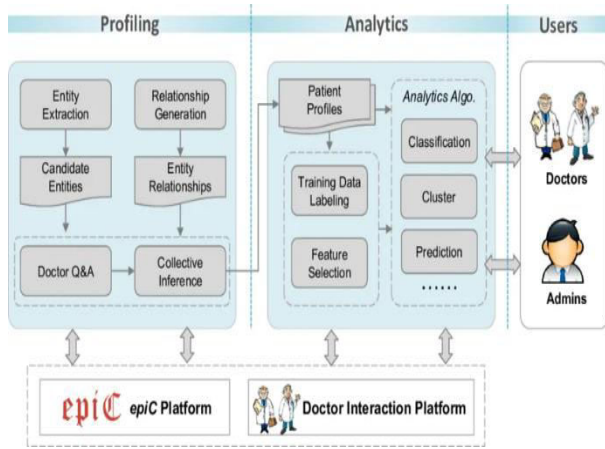 Profiling
Analytics
Users
Entity
Extraction
Relationship
Generation
Candidate
Entities
Entity
Relationships
Doctor Q&A
Collective
Inference
Patient
Profiles
Training Data
Labeling
Feature
Selection
Analytics Algo.
Classification
Cluster
Prediction
......
Doctors
Admins
epiC epiC Platform
Doctor Interaction Platform